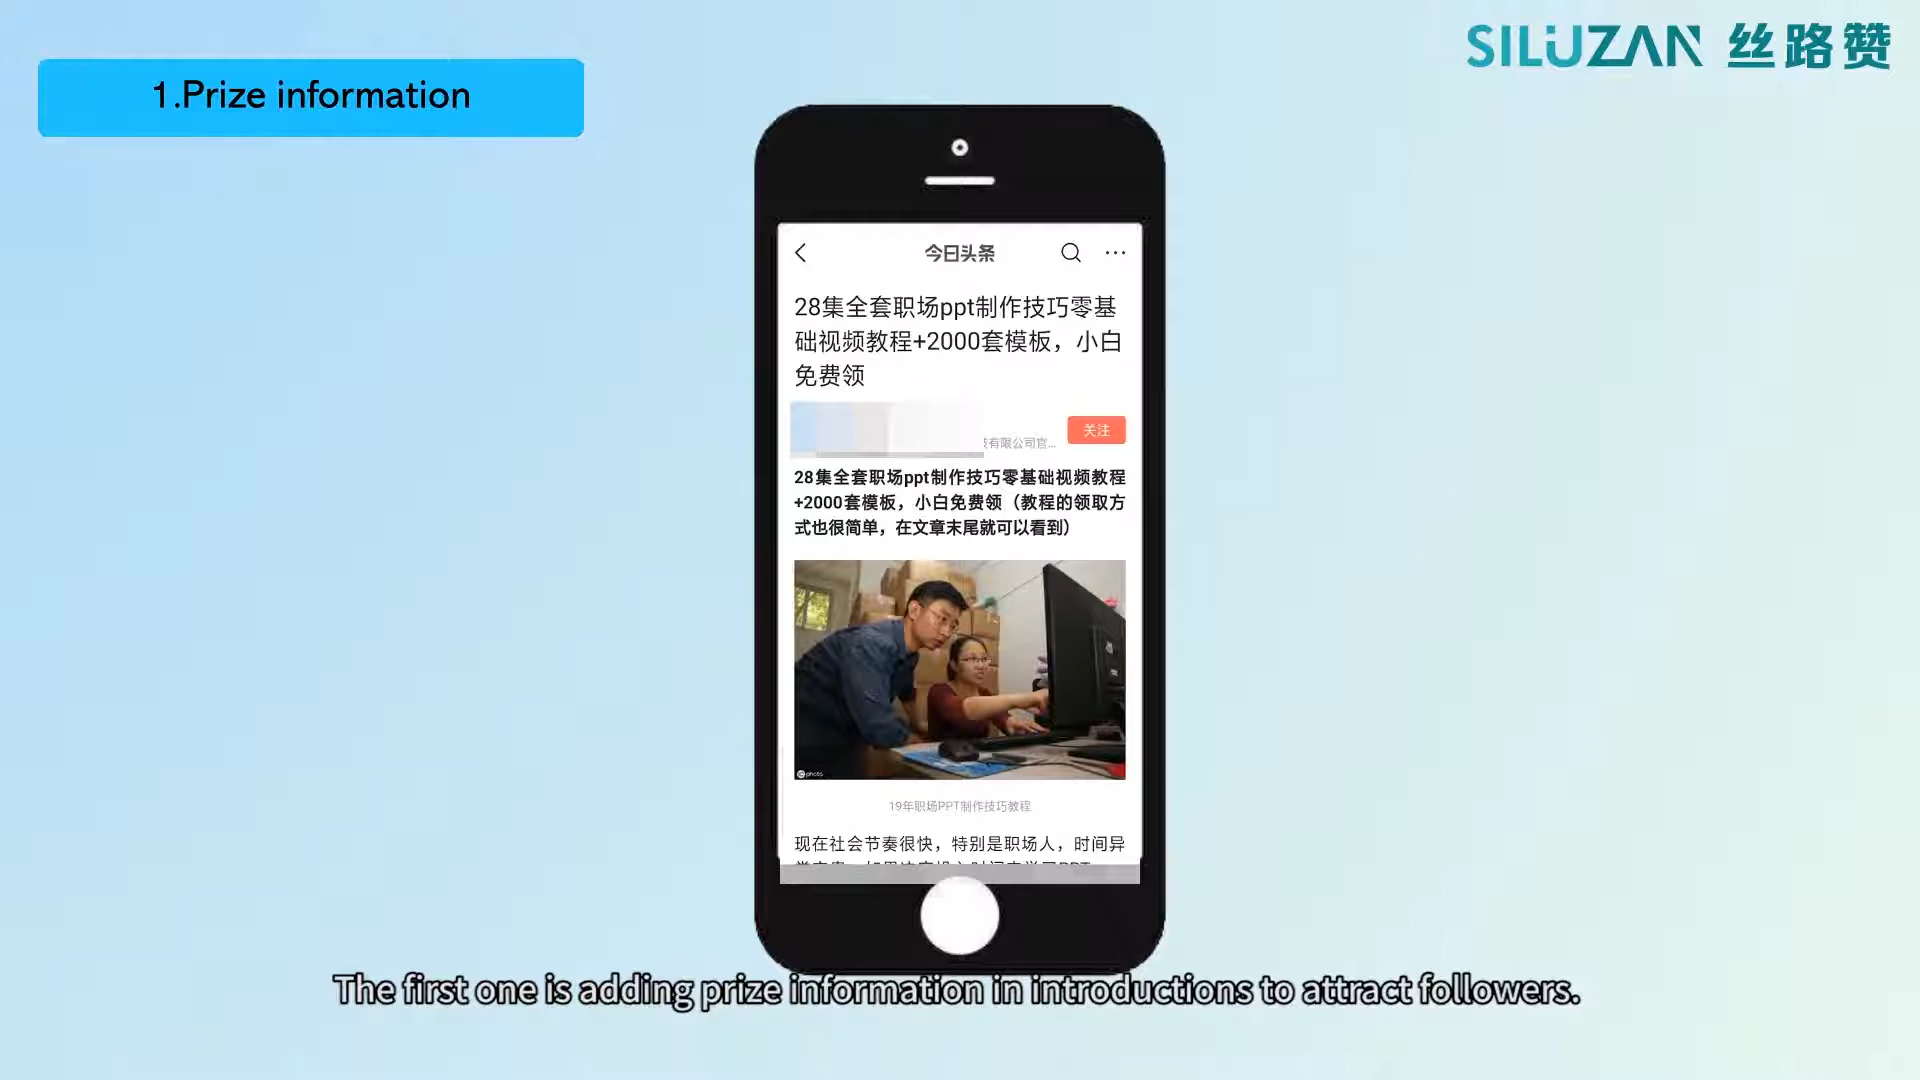 1.Prize information
SILUZAN 丝路赞
今日头条
28集全套职场ppt制作技巧零基
础视频教程+2000套模板，小白
免费领
技有限公司官...
关注
28集全套职场ppt制作技巧零基础视频教程
+2000套模板，小白免费领（教程的领取方
式也很简单，在文章末尾就可以看到）
photo
19年职场PPT制作技巧教程
现在社会节奏很快，特别是职场人，时间异
The first one is adding prize information in introductions to attract followers.